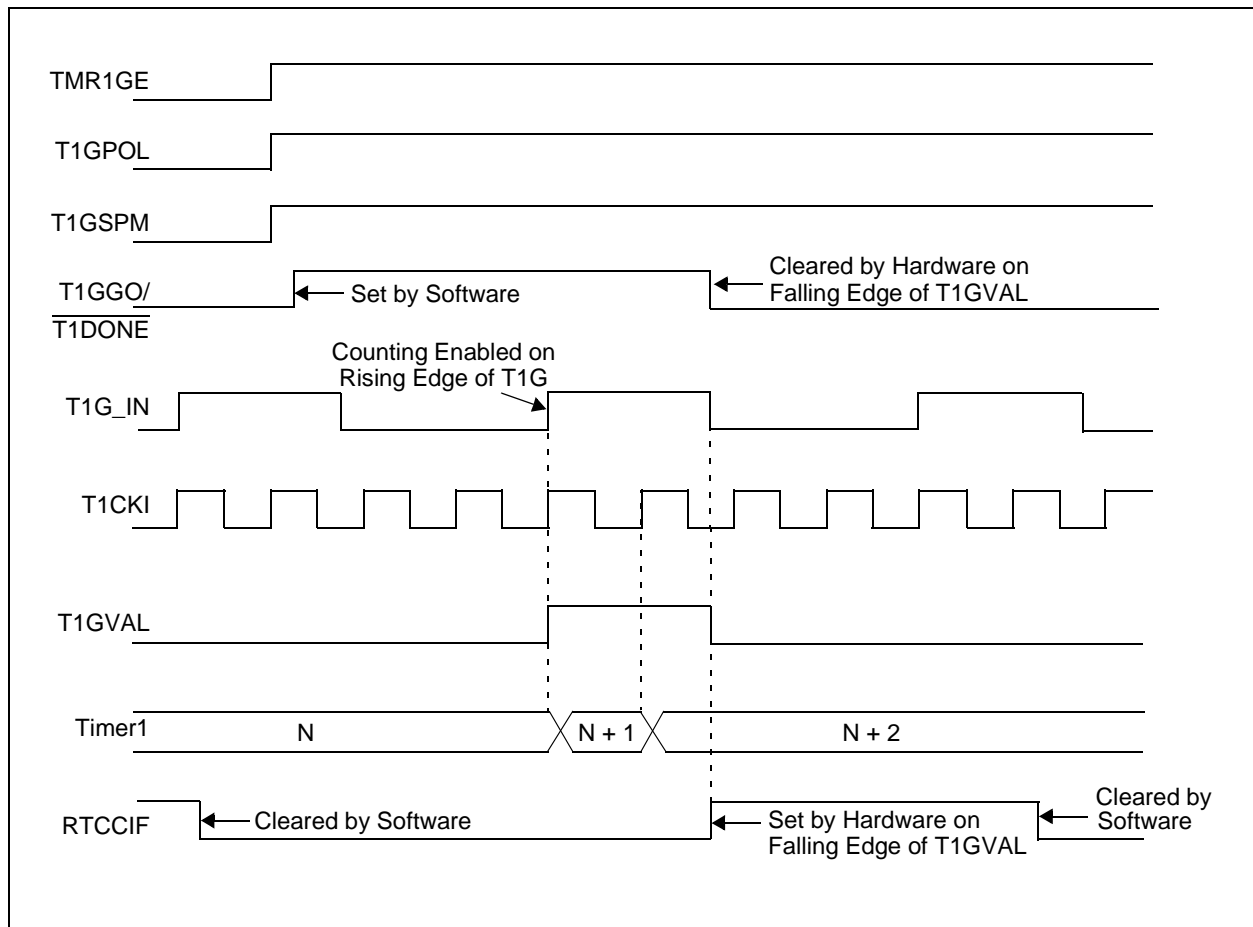 TMR1GE
T1GPOL
T1GSPM
T1GGO/
T1DONE
Set by Software
Cleared by Hardware on
Falling Edge of T1GVAL
Counting Enabled on
Rising Edge of T1G
T1G_IN
T1CKI
T1GVAL
Timer1
N
N + 1
N + 2
RTCCIF
Cleared by Software
Set by Hardware on
Falling Edge of T1GVAL
Cleared by
Software